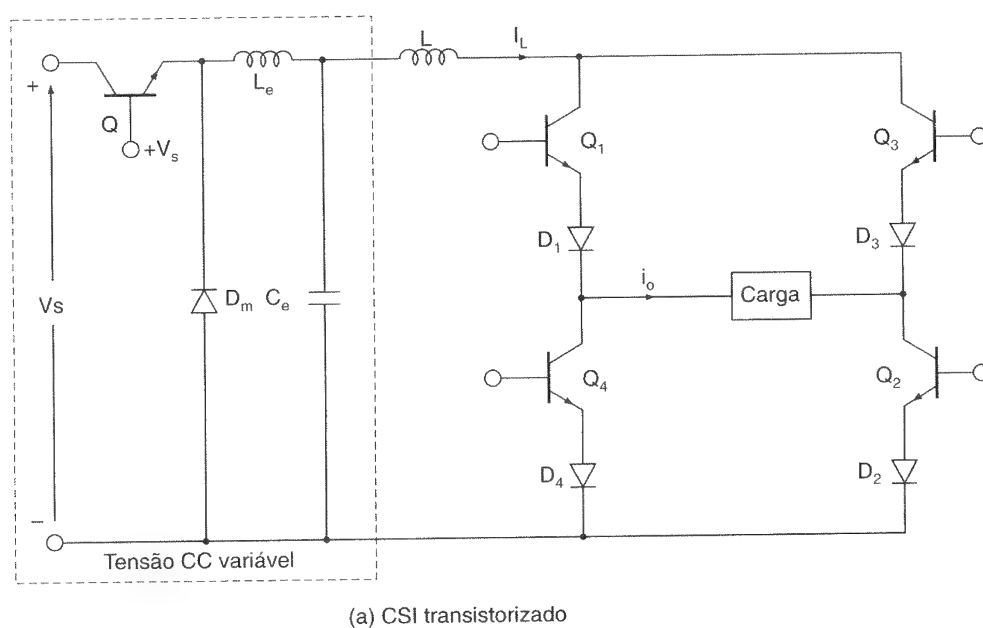 L
I_L
+
L_e
Q
+V_s
Q_1
Q_3
D_1
D_3
Vs
D_m
C_e
i_o
Carga
Q_4
Q_2
D_4
D_2
−
Tensão CC variável
(a) CSI transistorizado